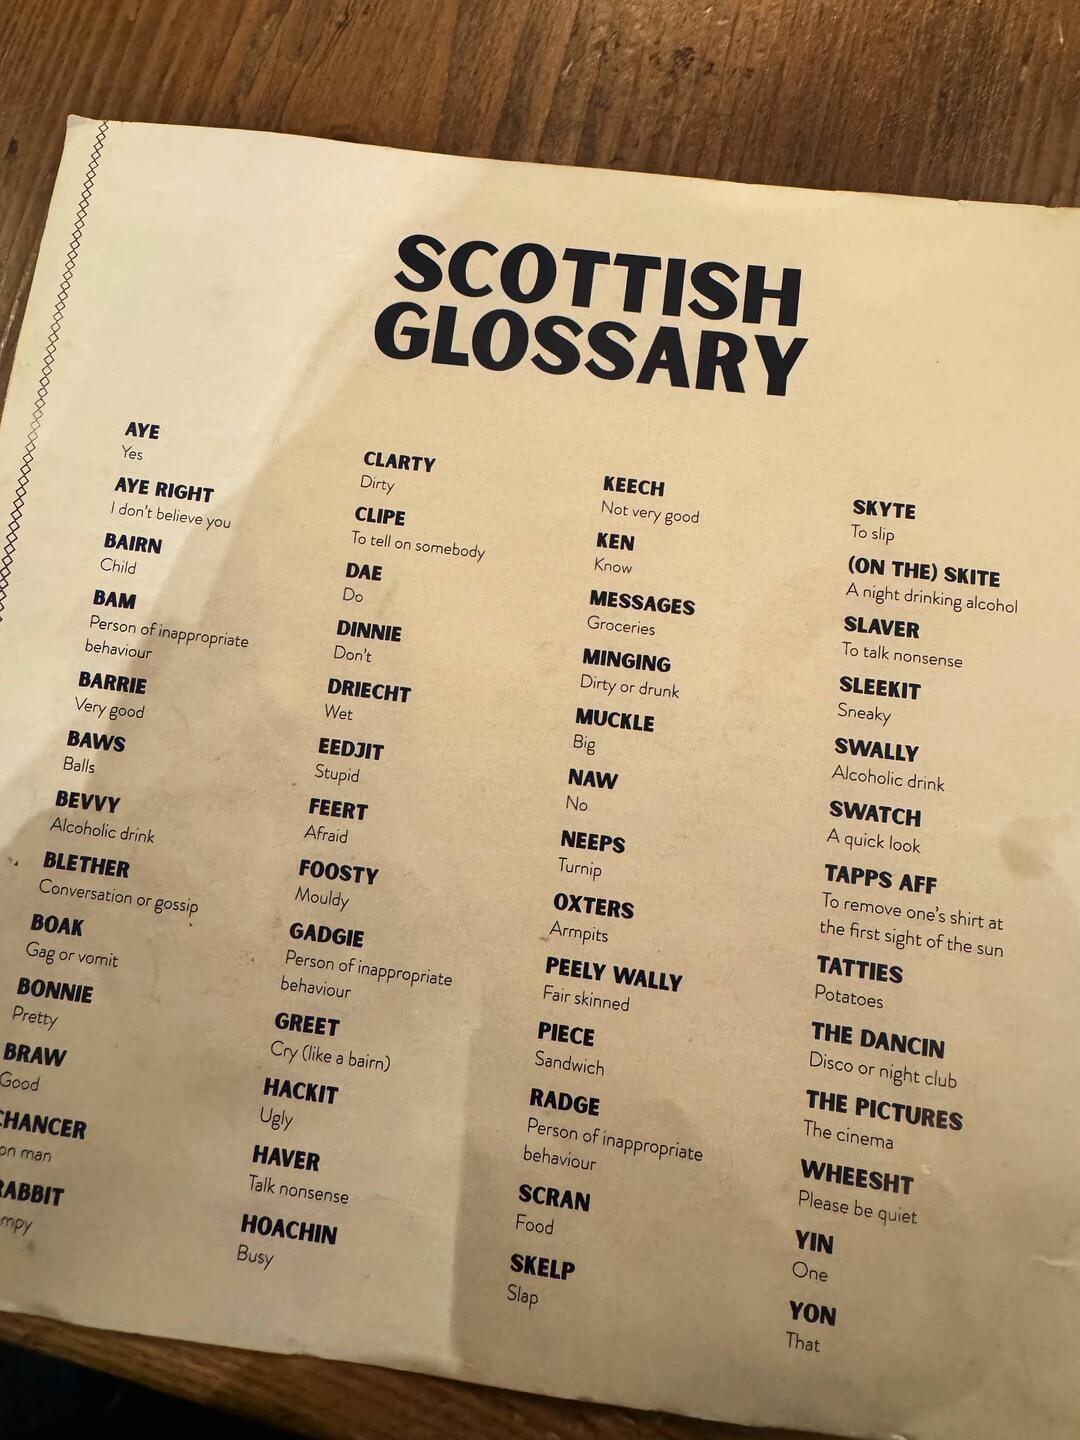 SCOTTISH
GLOSSARY
AYE
Yes
AYE RIGHT
I don't believe you
BAIRN
Child
BAM
Person of inappropriate
behaviour
BARRIE
Very good
BAWS
Balls
BEVVY
Alcoholic drink
BLETHER
Conversation or gossip
BOAK
Gag or vomit
BONNIE
Pretty
BRAW
Good
CHANCER
on man
RABBIT
mpy
CLARTY
Dirty
CLIPE
To tell on somebody
DAE
Do
DINNIE
Don't
DRIECHT
Wet
EEDJIT
Stupid
FEERT
Afraid
FOOSTY
Mouldy
GADGIE
Person of inappropriate
behaviour
GREET
Cry (like a bairn)
HACKIT
Ugly
HAVER
Talk nonsense
HOACHIN
Busy
KEECH
Not very good
KEN
Know
MESSAGES
Groceries
MINGING
Dirty or drunk
MUCKLE
Big
NAW
No
NEEPS
Turnip
OXTERS
Armpits
PEELY WALLY
Fair skinned
PIECE
Sandwich
RADGE
Person of inappropriate
behaviour
SCRAN
Food
SKELP
Slap
SKYTE
To slip
(ON THE) SKITE
A night drinking alcohol
SLAVER
To talk nonsense
SLEEKIT
Sneaky
SWALLY
Alcoholic drink
SWATCH
A quick look
TAPPS AFF
To remove one's shirt at
the first sight of the sun
TATTIES
Potatoes
THE DANCIN
Disco or night club
THE PICTURES
The cinema
WHEESHT
Please be quiet
YIN
One
YON
That